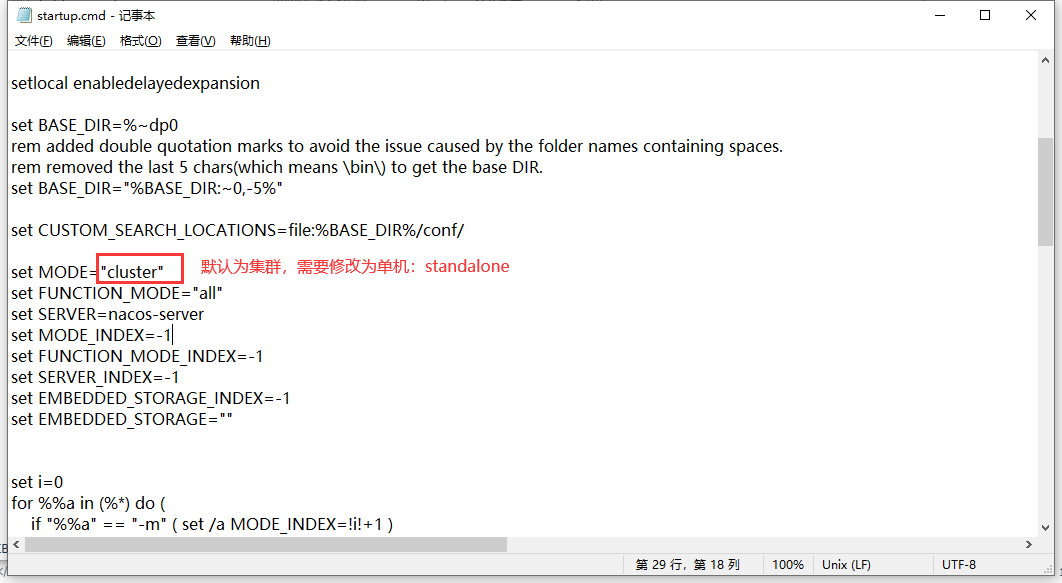 startup.cmd - 记事本
文件(F) 编辑(E) 格式(O) 查看(V) 帮助(H)
setlocal enabledelayedexpansion
set BASE_DIR=%~dp0
rem added double quotation marks to avoid the issue caused by the folder names containing spaces.
rem removed the last 5 chars(which means \bin\) to get the base DIR.
set BASE_DIR="%BASE_DIR:~0,-5%"
set CUSTOM_SEARCH_LOCATIONS=file:%BASE_DIR%/conf/
set MODE="cluster" 默认为集群，需要修改为单机：standalone
set FUNCTION_MODE="all"
set SERVER=nacos-server
set MODE_INDEX=-1
set FUNCTION_MODE_INDEX=-1
set SERVER_INDEX=-1
set EMBEDDED_STORAGE_INDEX=-1
set EMBEDDED_STORAGE=""
set i=0
for %%a in (%*) do (
if "%%a" == "-m" ( set /a MODE_INDEX=!i!+1 )
第 29 行，第 18 列 100% Unix (LF) UTF-8